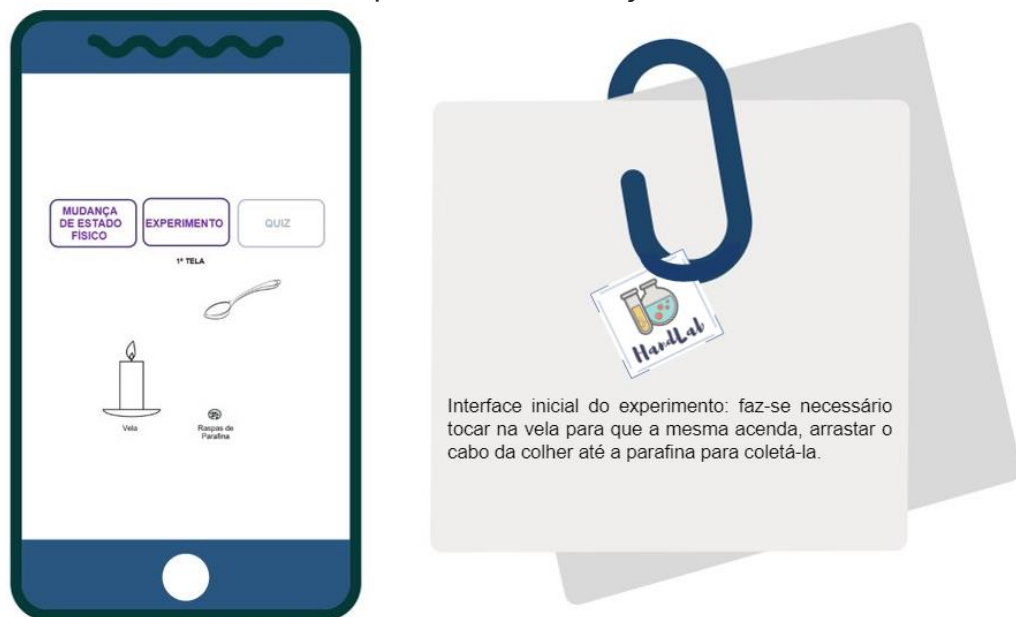 MUDANÇA
DE ESTADO
FÍSICO
EXPERIMENTO
QUIZ
1ª TELA
Vela
Raspas de
Parafina
HandLab
Interface inicial do experimento: faz-se necessário
tocar na vela para que a mesma acenda, arrastar o
cabo da colher até a parafina para coletá-la.